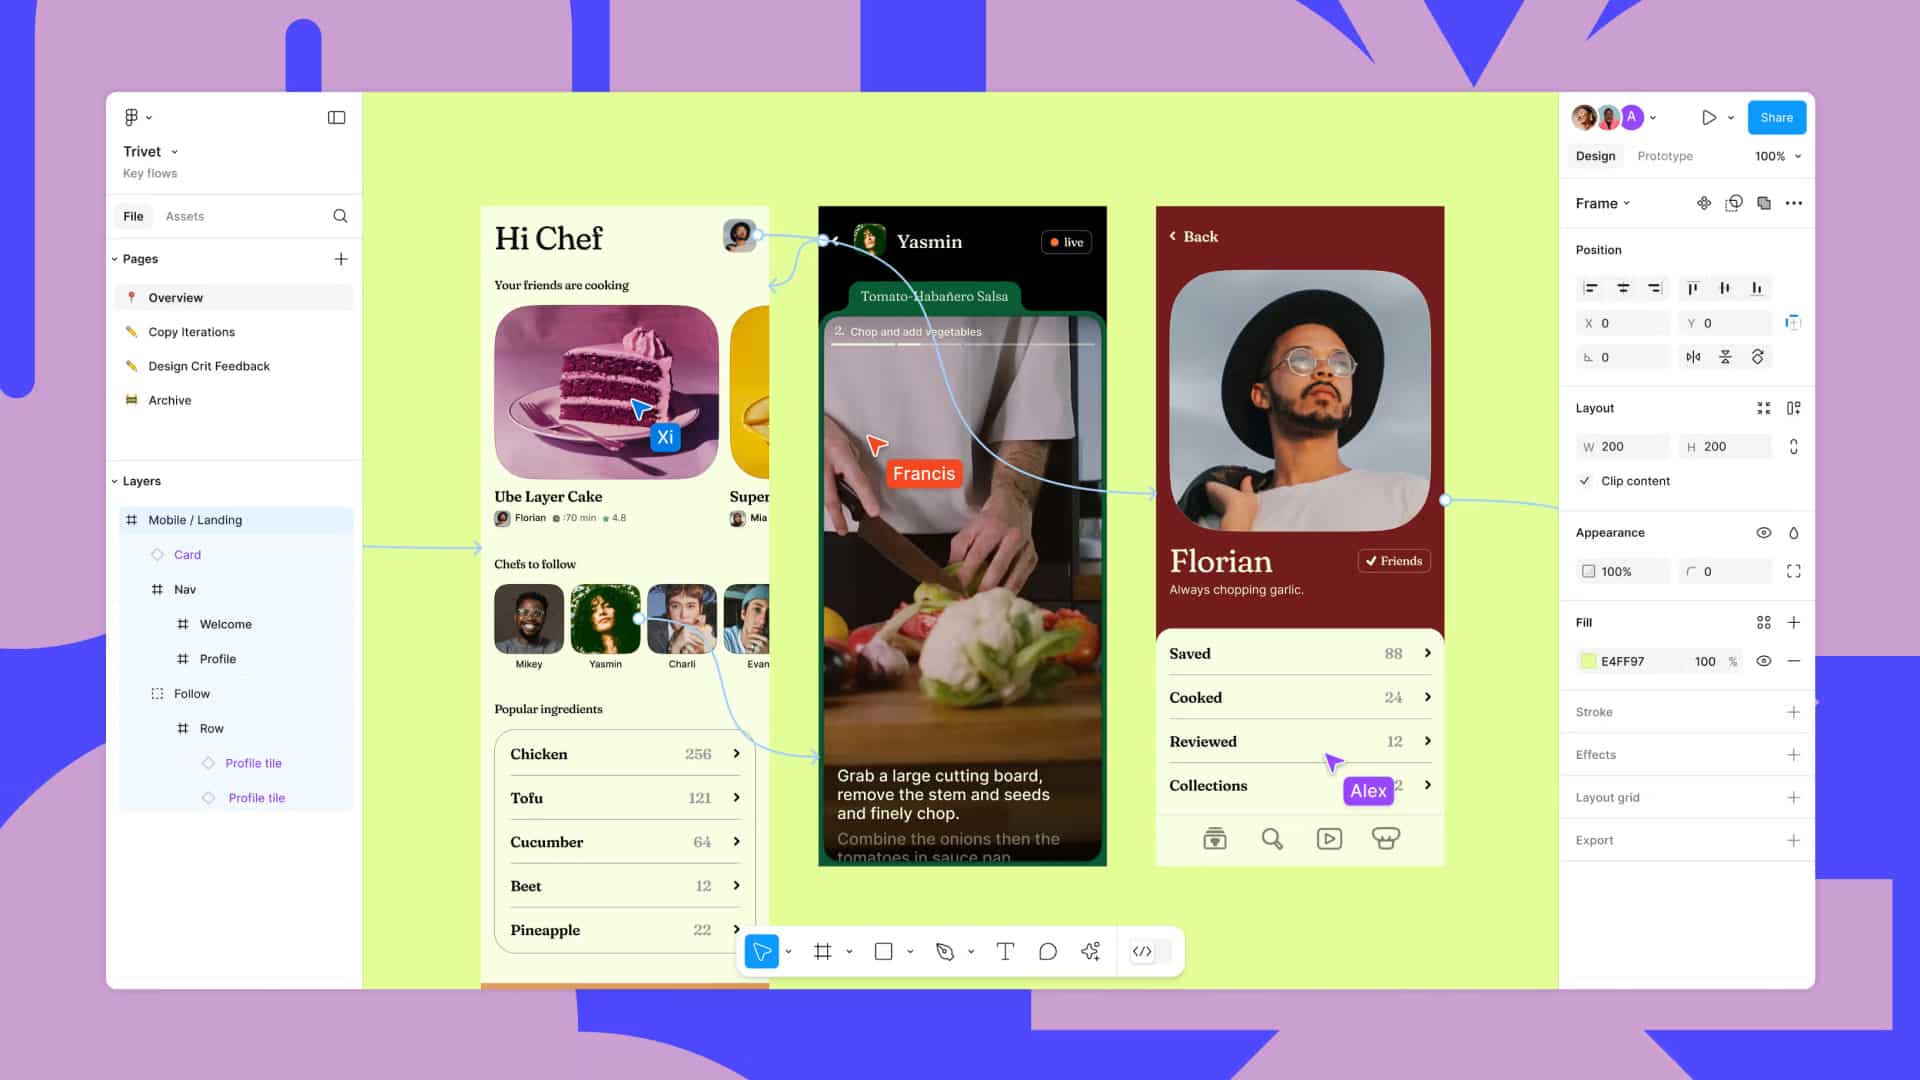 Trivet
Key flows
File
Assets
Pages
Overview
Copy Iterations
Design Crit Feedback
Archive
Layers
Mobile / Landing
Card
Nav
Welcome
Profile
Follow
Row
Profile tile
Profile tile
Hi Chef
Your friends are cooking
Xi
Ube Layer Cake
Super
Florian :70 min 4.8
Mia
Chefs to follow
Mikey
Yasmin
Charli
Evan
Popular ingredients
Chicken 256
Tofu 121
Cucumber 64
Beet 12
Pineapple 22
Yasmin
live
Tomato-Habañero Salsa
2. Chop and add vegetables
Francis
Grab a large cutting board,
remove the stem and seeds
and finely chop.
Combine the onions then the
tomatoes in sauce pan
Back
Florian
Friends
Always chopping garlic.
Saved 88
Cooked 24
Reviewed 12
Collections 2
Alex
A
Share
Design
Prototype
100%
Frame
Position
X 0
Y 0
0
Layout
W 200
H 200
Clip content
Appearance
100%
0
Fill
E4FF97 100 %
Stroke
Effects
Layout grid
Export